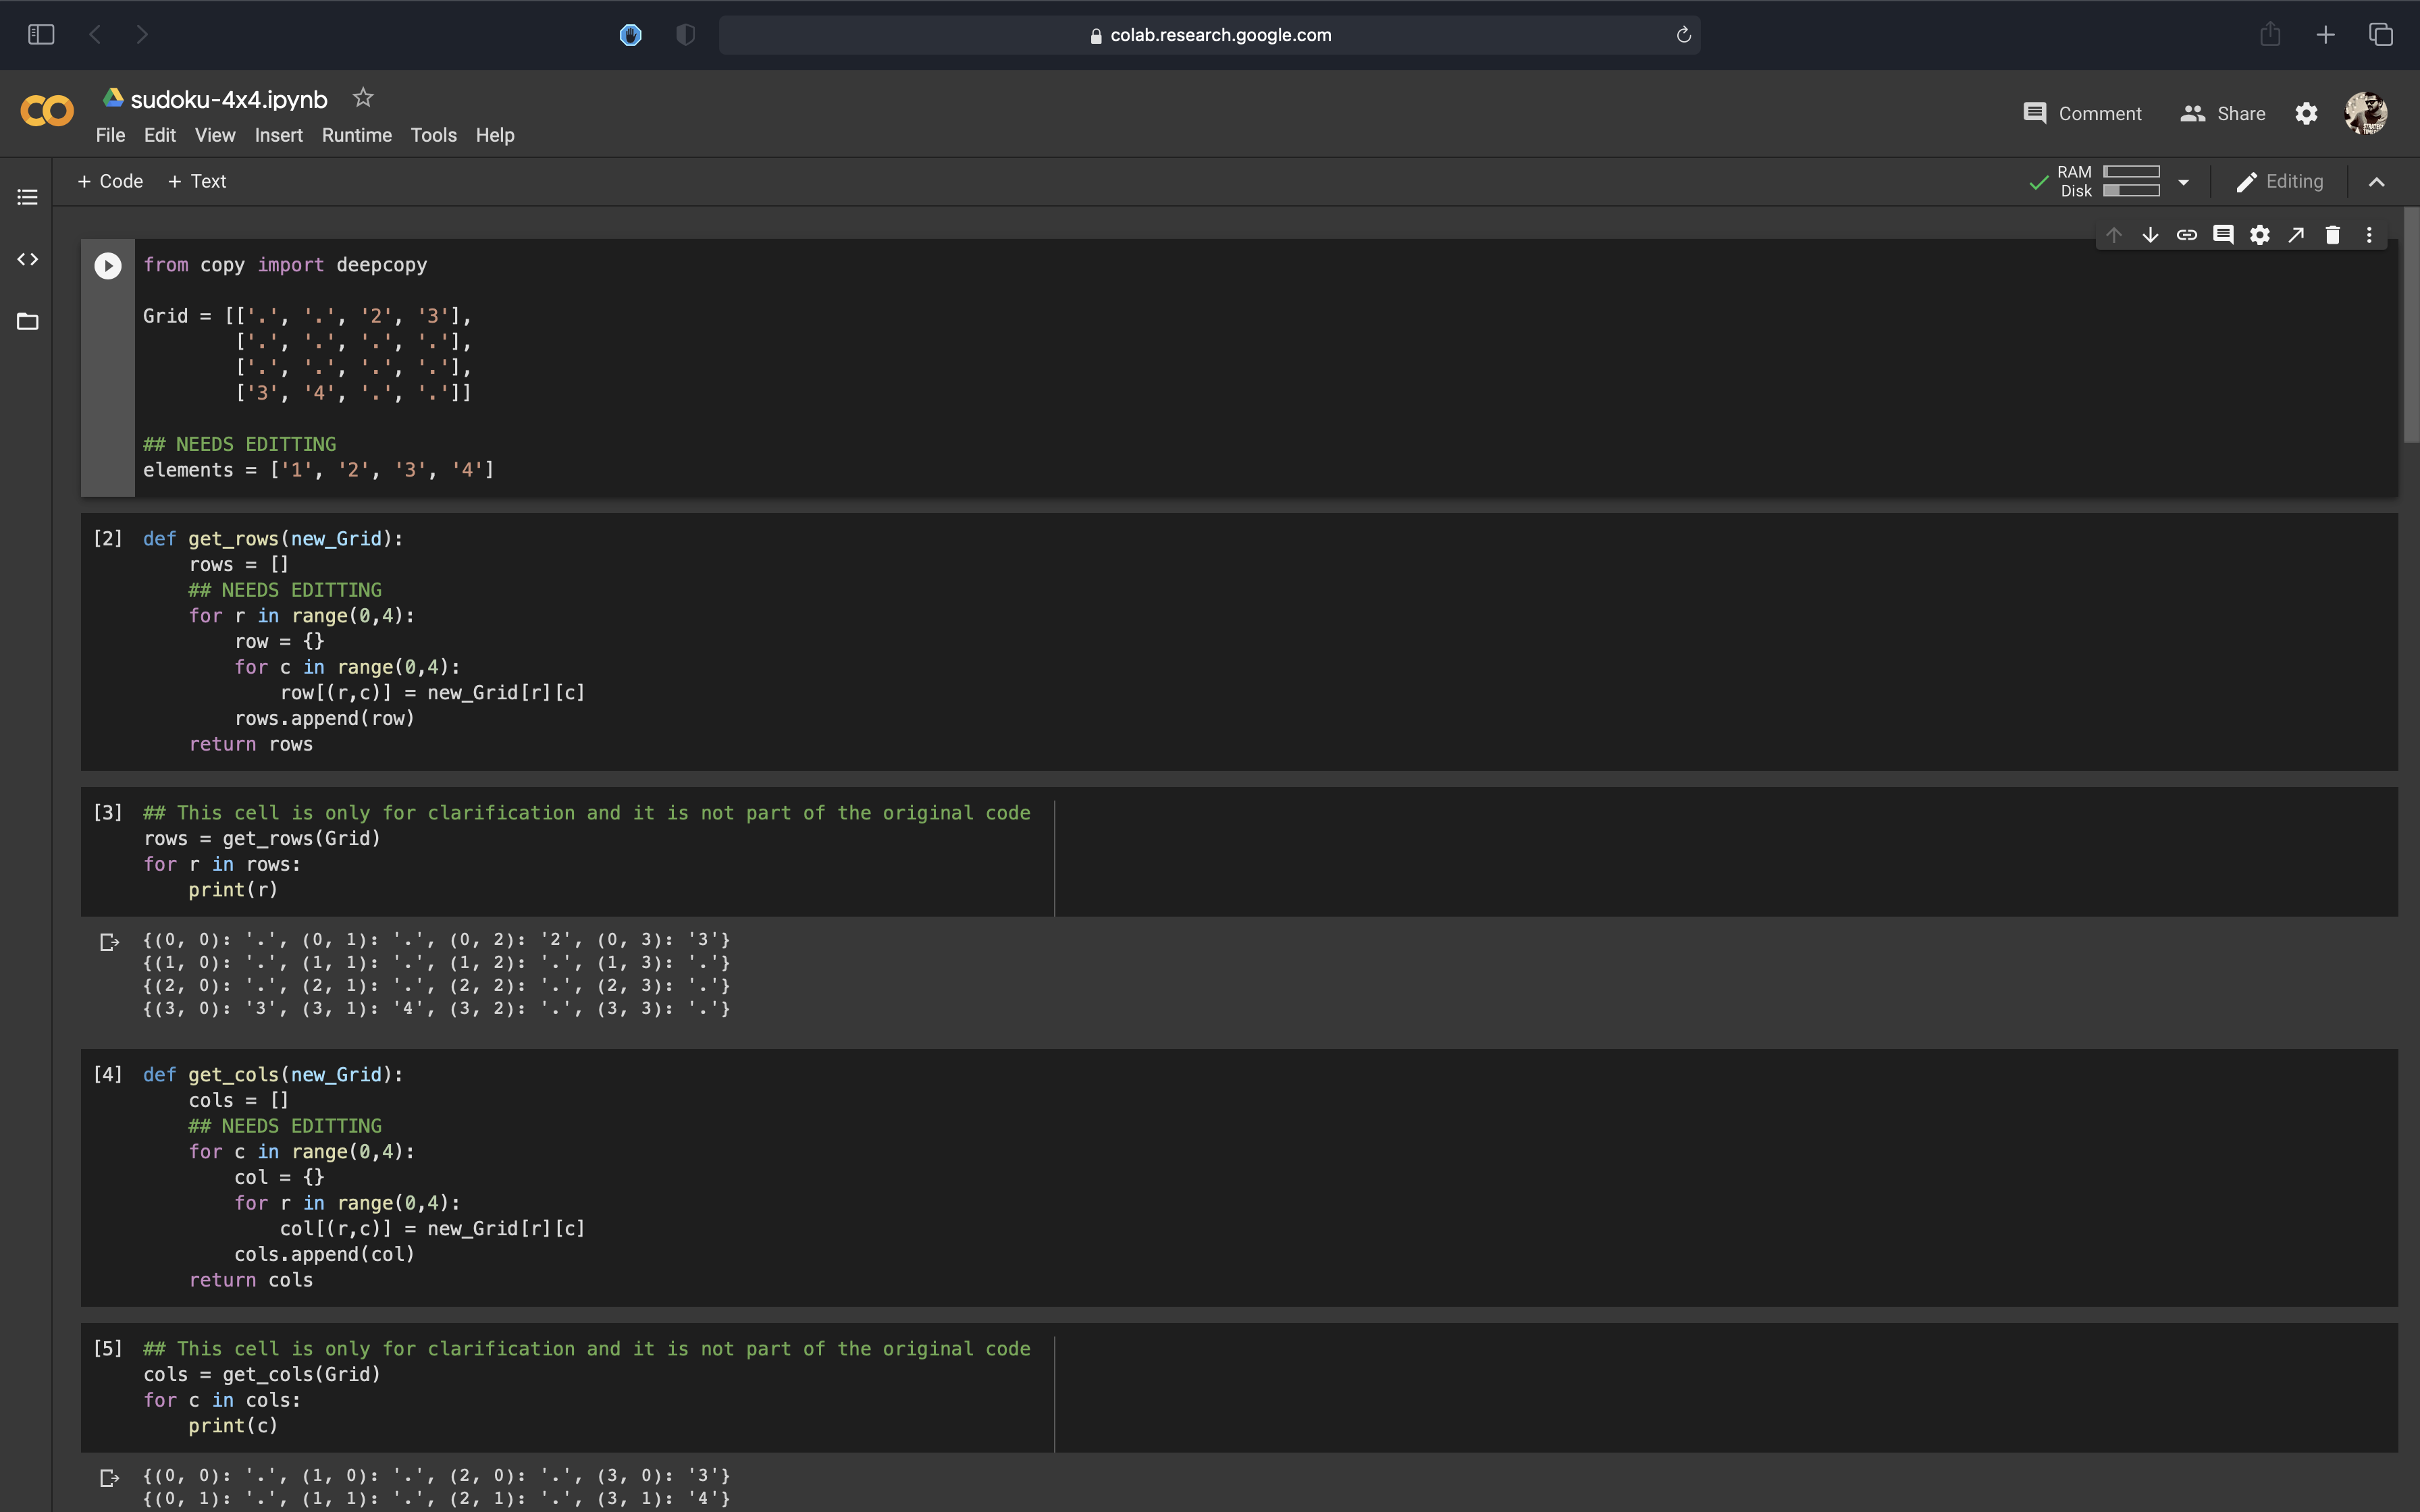 colab.research.google.com
sudoku-4x4.ipynb
File Edit View Insert Runtime Tools Help
Comment Share
+ Code + Text
RAM
Disk
Editing
from copy import deepcopy
Grid = [['.', '.', '2', '3'],
['.', '.', '.', '.'],
['.', '.', '.', '.'],
['3', '4', '.', '.']]
## NEEDS EDITTING
elements = ['1', '2', '3', '4']
[2] def get_rows(new_Grid):
rows = []
## NEEDS EDITTING
for r in range(0,4):
row = {}
for c in range(0,4):
row[(r,c)] = new_Grid[r][c]
rows.append(row)
return rows
[3] ## This cell is only for clarification and it is not part of the original code
rows = get_rows(Grid)
for r in rows:
print(r)
{(0, 0): '.', (0, 1): '.', (0, 2): '2', (0, 3): '3'}
{(1, 0): '.', (1, 1): '.', (1, 2): '.', (1, 3): '.'}
{(2, 0): '.', (2, 1): '.', (2, 2): '.', (2, 3): '.'}
{(3, 0): '3', (3, 1): '4', (3, 2): '.', (3, 3): '.'}
[4] def get_cols(new_Grid):
cols = []
## NEEDS EDITTING
for c in range(0,4):
col = {}
for r in range(0,4):
col[(r,c)] = new_Grid[r][c]
cols.append(col)
return cols
[5] ## This cell is only for clarification and it is not part of the original code
cols = get_cols(Grid)
for c in cols:
print(c)
{(0, 0): '.', (1, 0): '.', (2, 0): '.', (3, 0): '3'}
{(0, 1): '.', (1, 1): '.', (2, 1): '.', (3, 1): '4'}